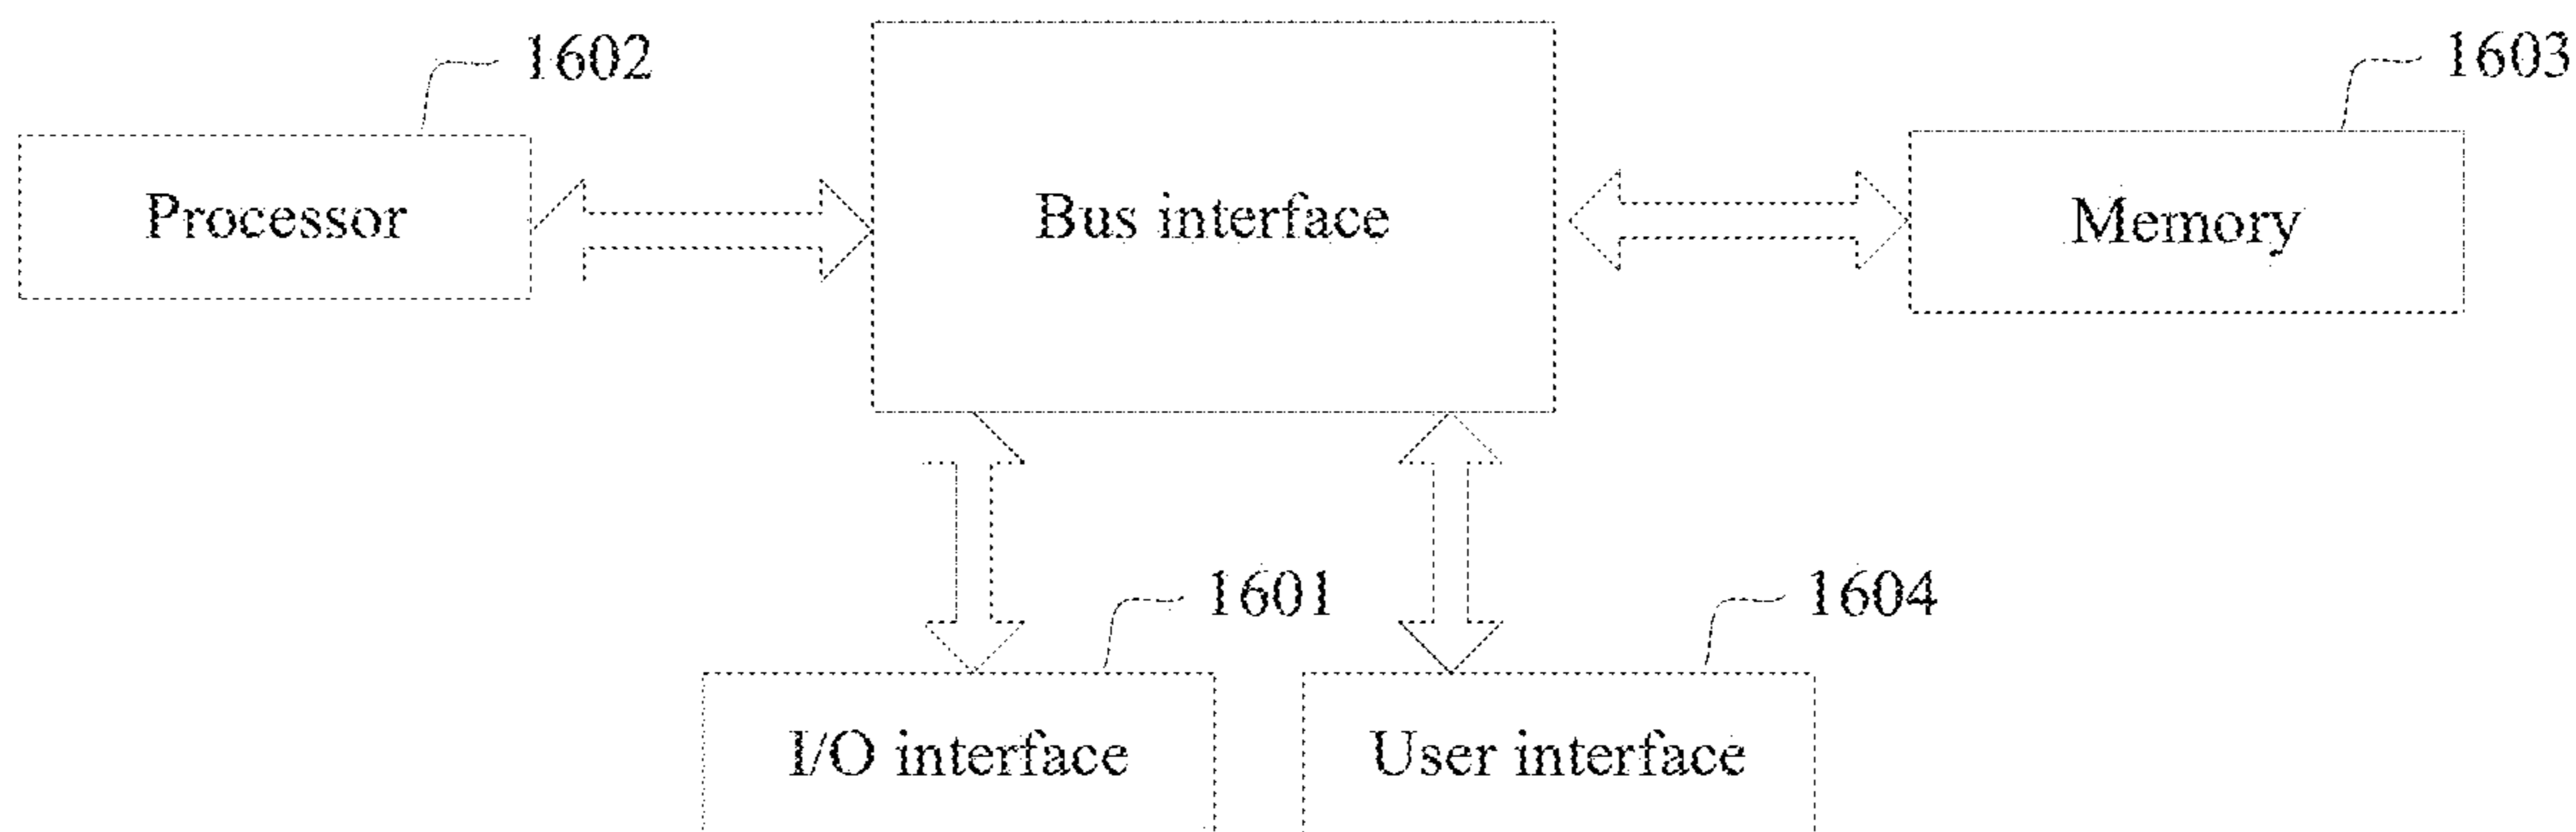 1602
1603
Processor
Bus interface
Memory
1601
1604
I/O interface
User interface